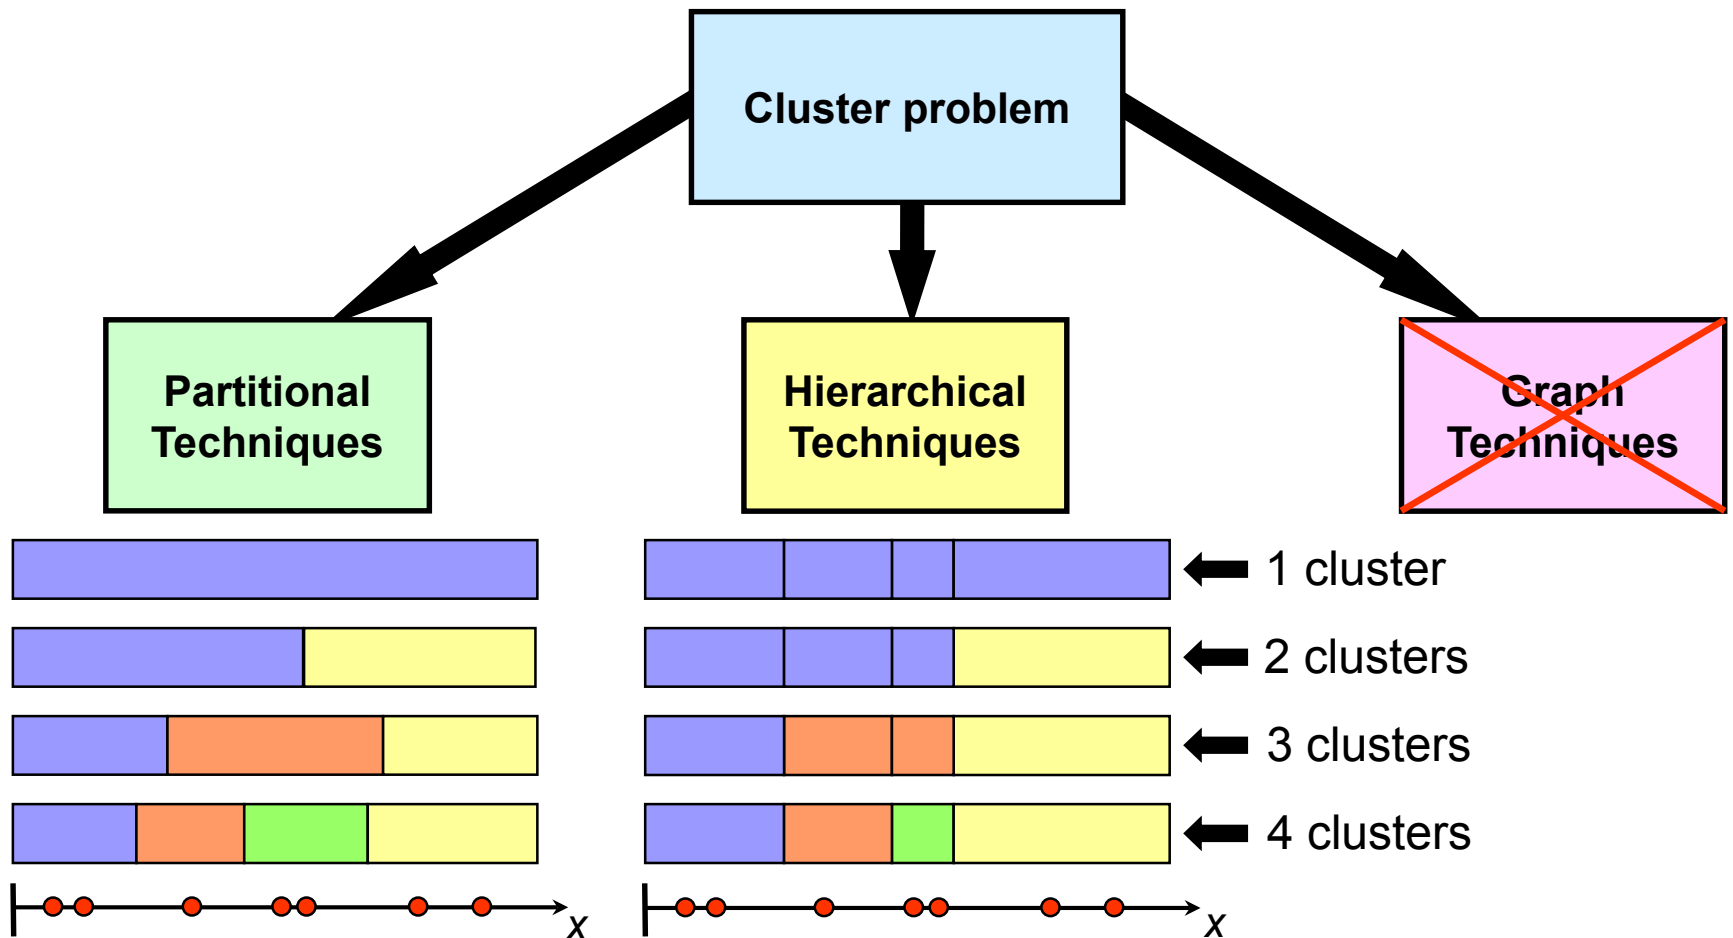 Cluster problem
Partitional
Techniques
Hierarchical
Techniques
Graph
Techniques
1 cluster
2 clusters
3 clusters
4 clusters
x
x